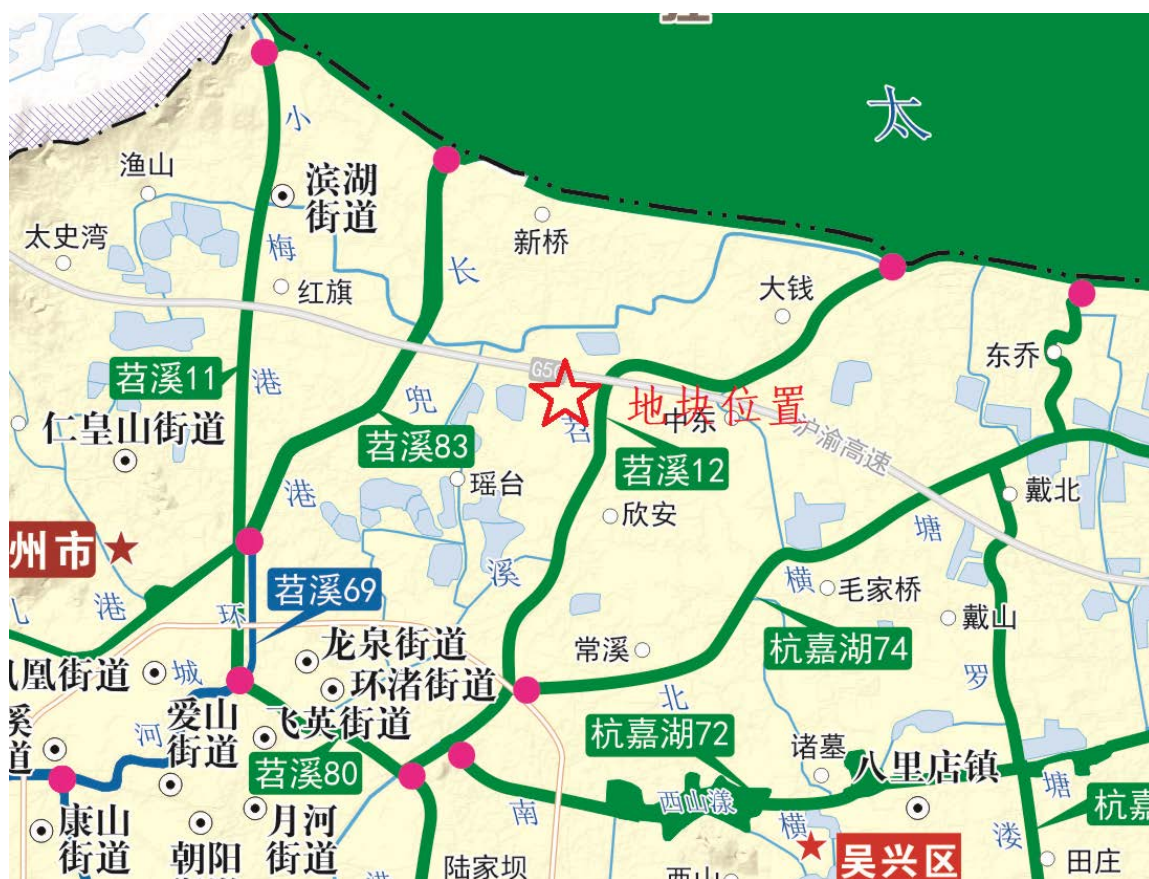 太
小
渔山
滨湖
街道
太史湾
梅
新桥
长
红旗
大钱
东乔
G50
苕溪11
港
兜
地块位置
仁皇山街道
苕溪83
苕
中东
沪渝高速
苕溪12
港
瑶台
戴北
欣安
塘
州市
溪
横
苕溪69
毛家桥
港
环
戴山
龙泉街道
常溪
杭嘉湖74
凰街道
城
环渚街道
罗
北
爱山
街道
河
飞英街道
杭嘉湖72
溪
道
诸墓
八里店镇
苕溪80
西山漾
塘
杭嘉
南
康山
街道
朝阳
月河
街道
横
溇
吴兴区
陆家坝
田庄
西山
港